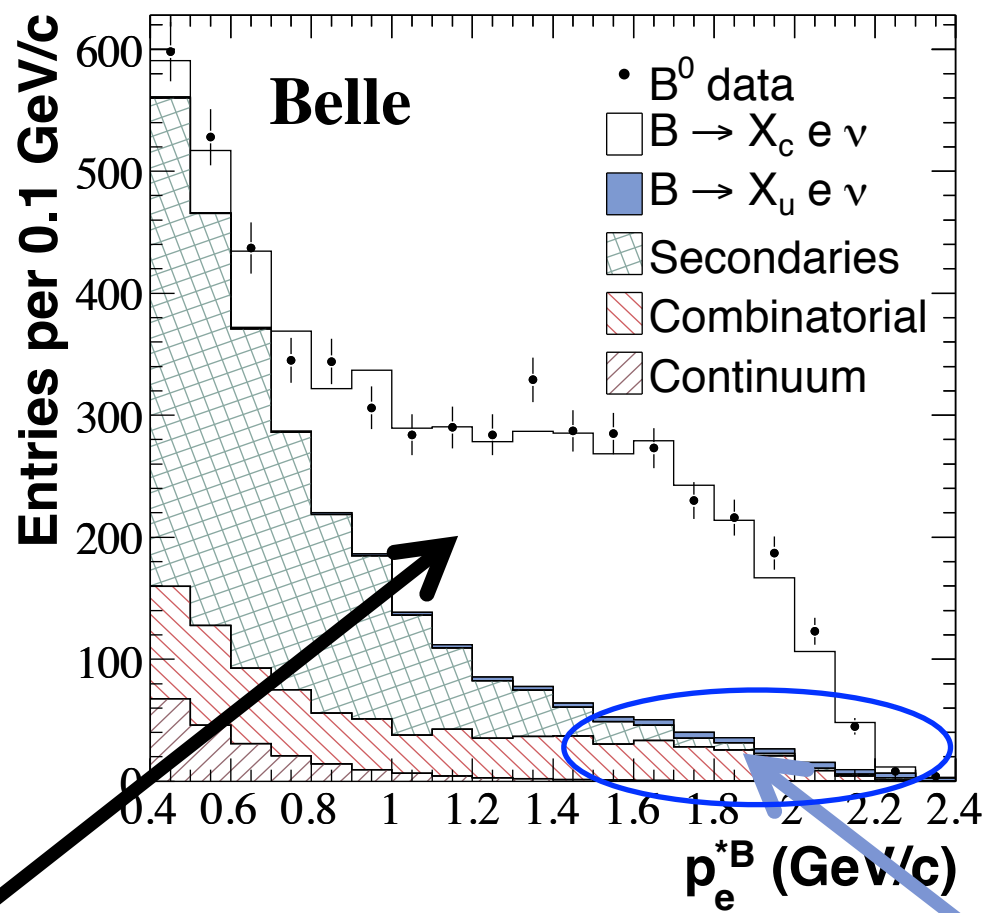 Entries per 0.1 GeV/c
600
500
400
300
200
100
0
Belle
B⁰ data
B → X_c e ν
B → X_u e ν
Secondaries
Combinatorial
Continuum
0.4 0.6 0.8 1 1.2 1.4 1.6 1.8 2 2.2 2.4
p_e^{*B} (GeV/c)